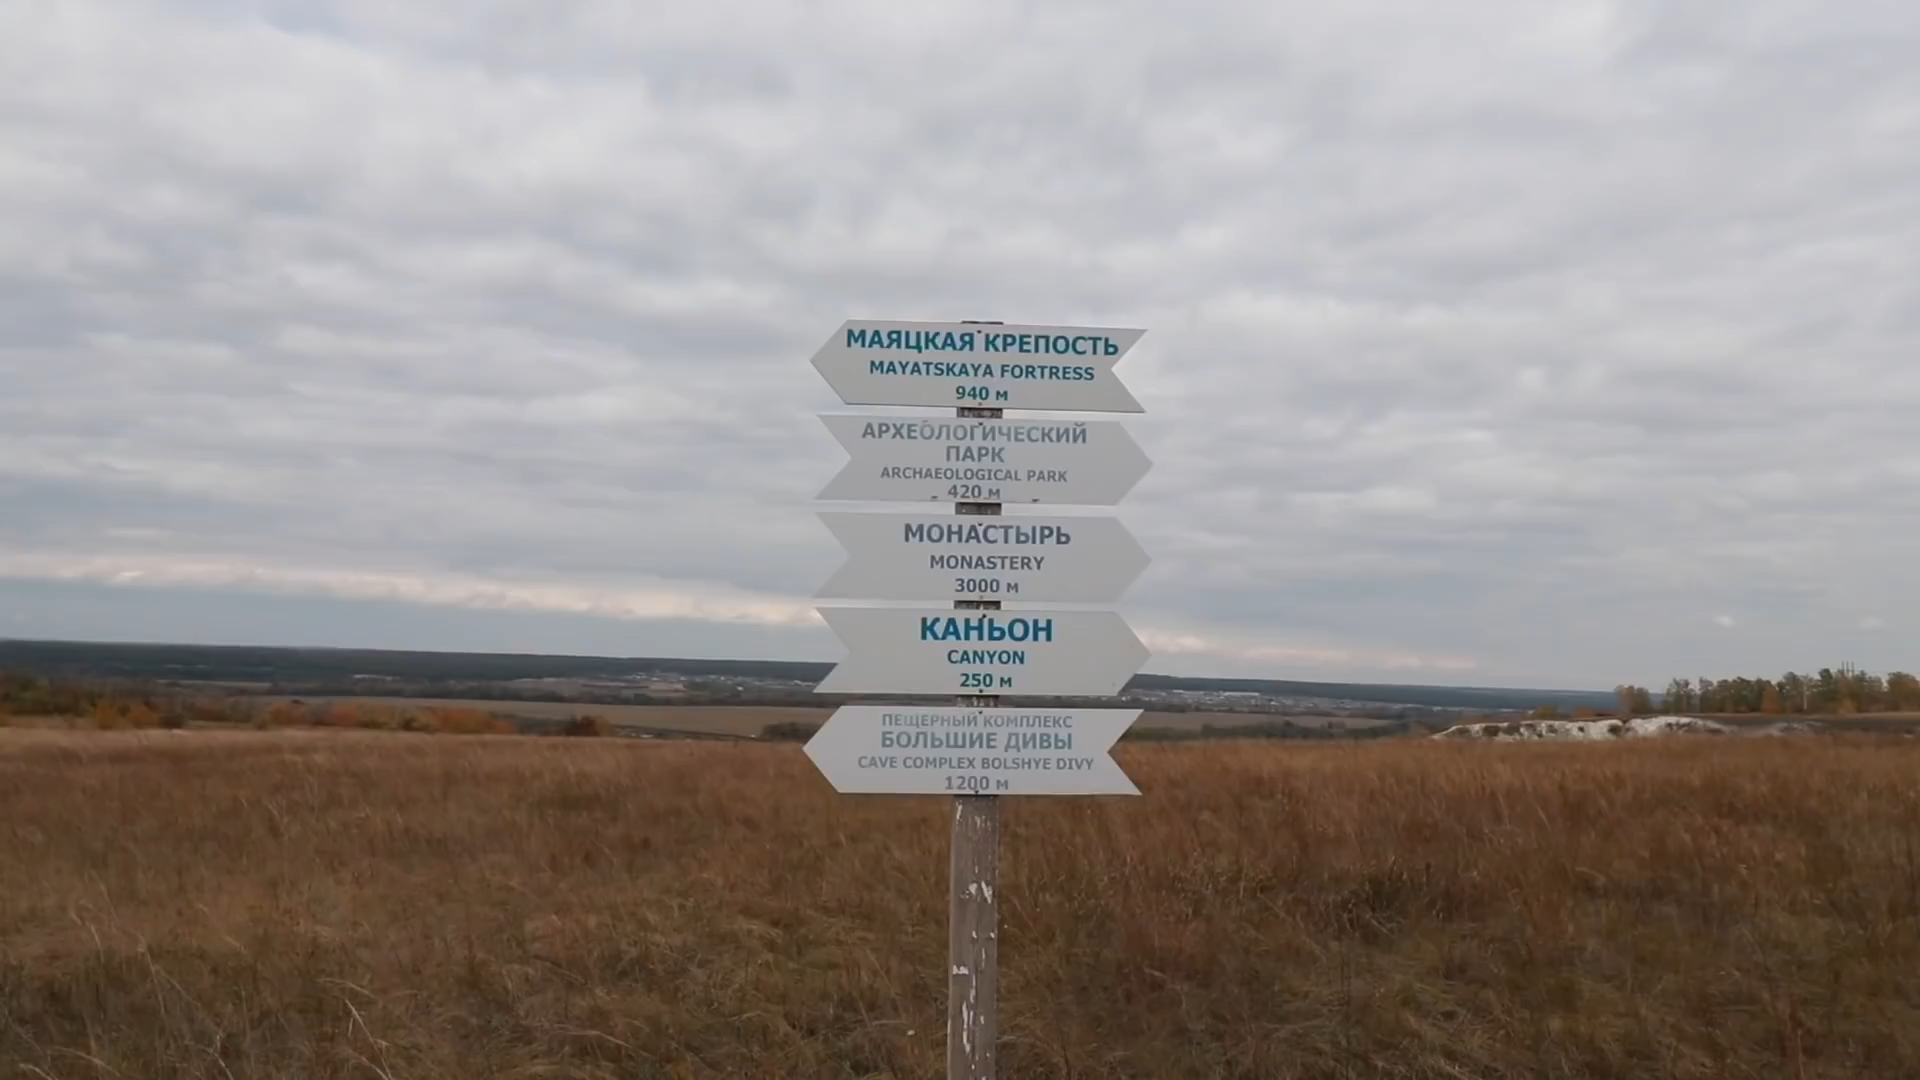 МАЯЦКАЯ КРЕПОСТЬ
MAYATSKAYA FORTRESS
940 м
АРХЕОЛОГИЧЕСКИЙ
ПАРК
ARCHAEOLOGICAL PARK
420 м
МОНАСТЫРЬ
MONASTERY
3000 м
КАНЬОН
CANYON
250 м
ПЕЩЕРНЫЙ КОМПЛЕКС
БОЛЬШИЕ ДИВЫ
CAVE COMPLEX BOLSHYE DIVY
1200 м